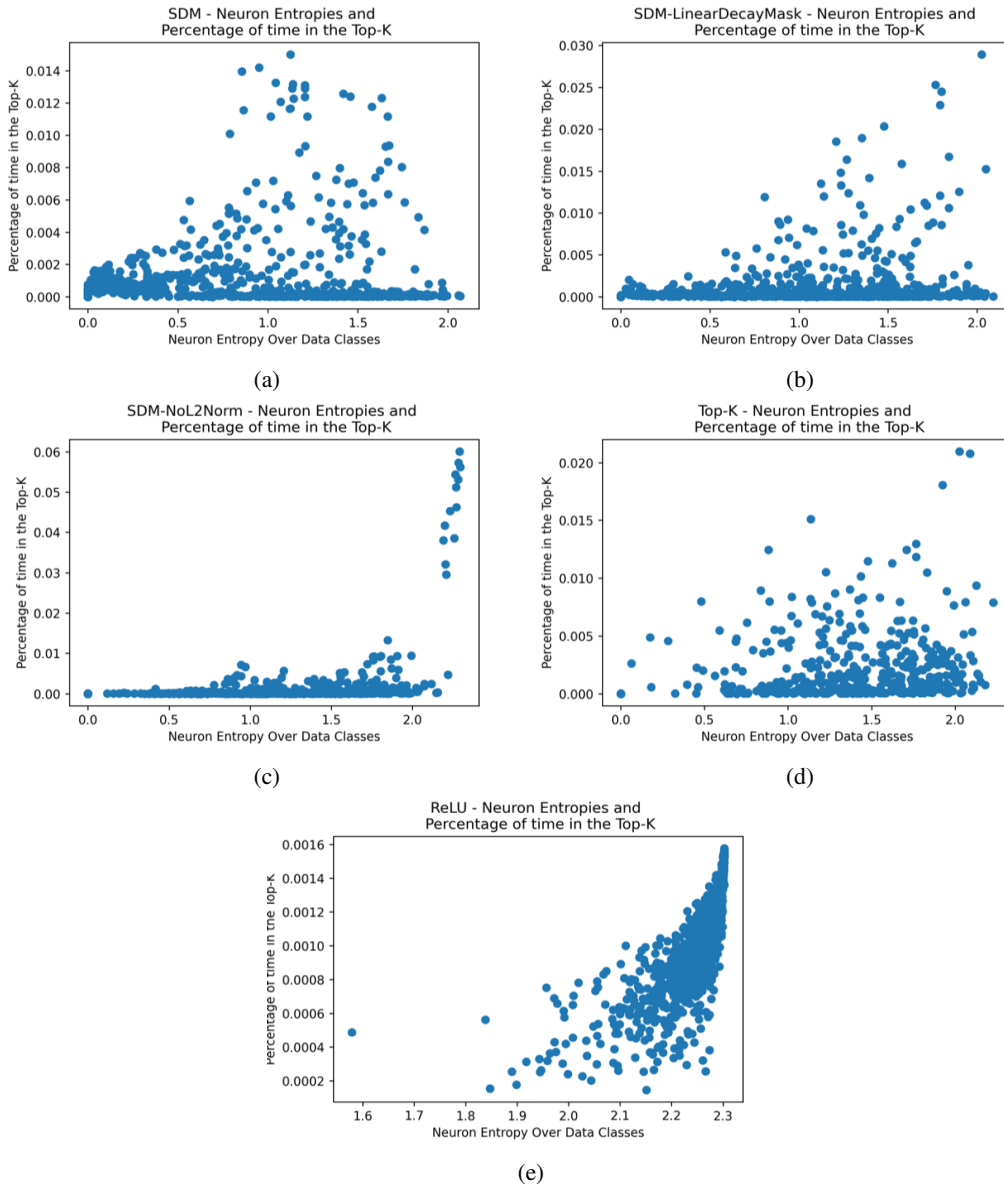 SDM - Neuron Entropies and
Percentage of time in the Top-K
Percentage of time in the Top-K
0.014
0.012
0.010
0.008
0.006
0.004
0.002
0.000
0.0 0.5 1.0 1.5 2.0
Neuron Entropy Over Data Classes
(a)
SDM-LinearDecayMask - Neuron Entropies and
Percentage of time in the Top-K
Percentage of time in the Top-K
0.030
0.025
0.020
0.015
0.010
0.005
0.000
0.0 0.5 1.0 1.5 2.0
Neuron Entropy Over Data Classes
(b)
SDM-NoL2Norm - Neuron Entropies and
Percentage of time in the Top-K
Percentage of time in the Top-K
0.06
0.05
0.04
0.03
0.02
0.01
0.00
0.0 0.5 1.0 1.5 2.0
Neuron Entropy Over Data Classes
(c)
Top-K - Neuron Entropies and
Percentage of time in the Top-K
Percentage of time in the Top-K
0.020
0.015
0.010
0.005
0.000
0.0 0.5 1.0 1.5 2.0
Neuron Entropy Over Data Classes
(d)
ReLU - Neuron Entropies and
Percentage of time in the Top-K
Percentage of time in the Top-K
0.0016
0.0014
0.0012
0.0010
0.0008
0.0006
0.0004
0.0002
1.6 1.7 1.8 1.9 2.0 2.1 2.2 2.3
Neuron Entropy Over Data Classes
(e)